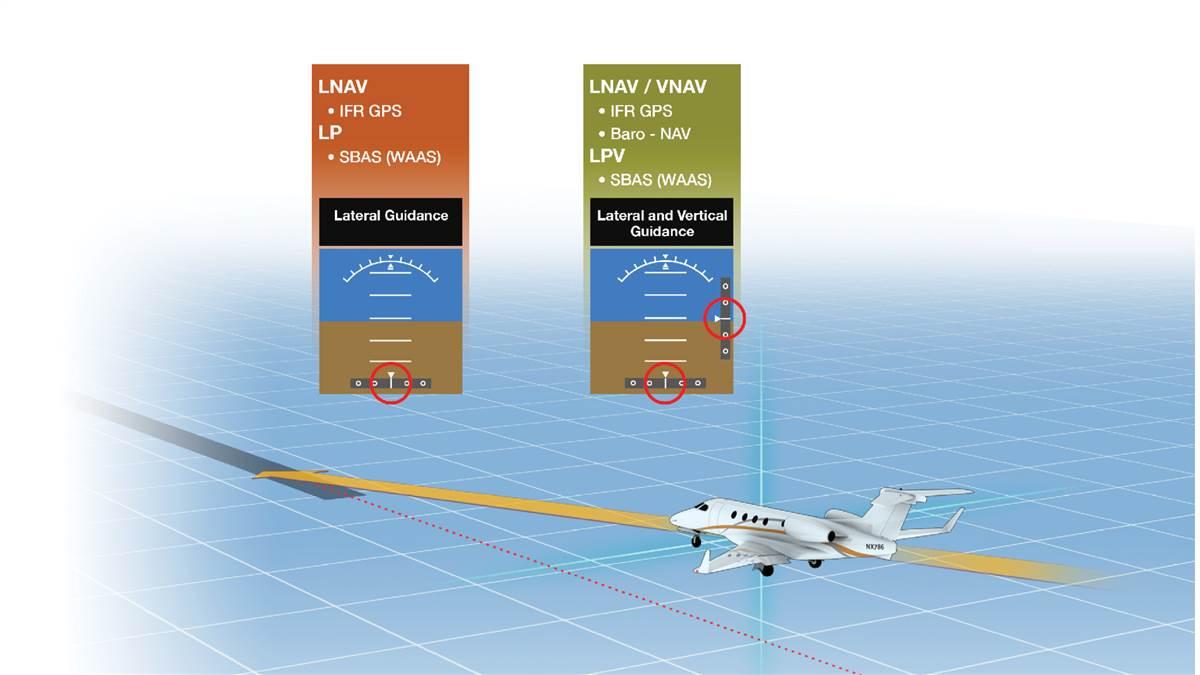 LNAV
• IFR GPS
LP
• SBAS (WAAS)
Lateral Guidance
LNAV / VNAV
• IFR GPS
• Baro - NAV
LPV
• SBAS (WAAS)
Lateral and Vertical
Guidance
NX786